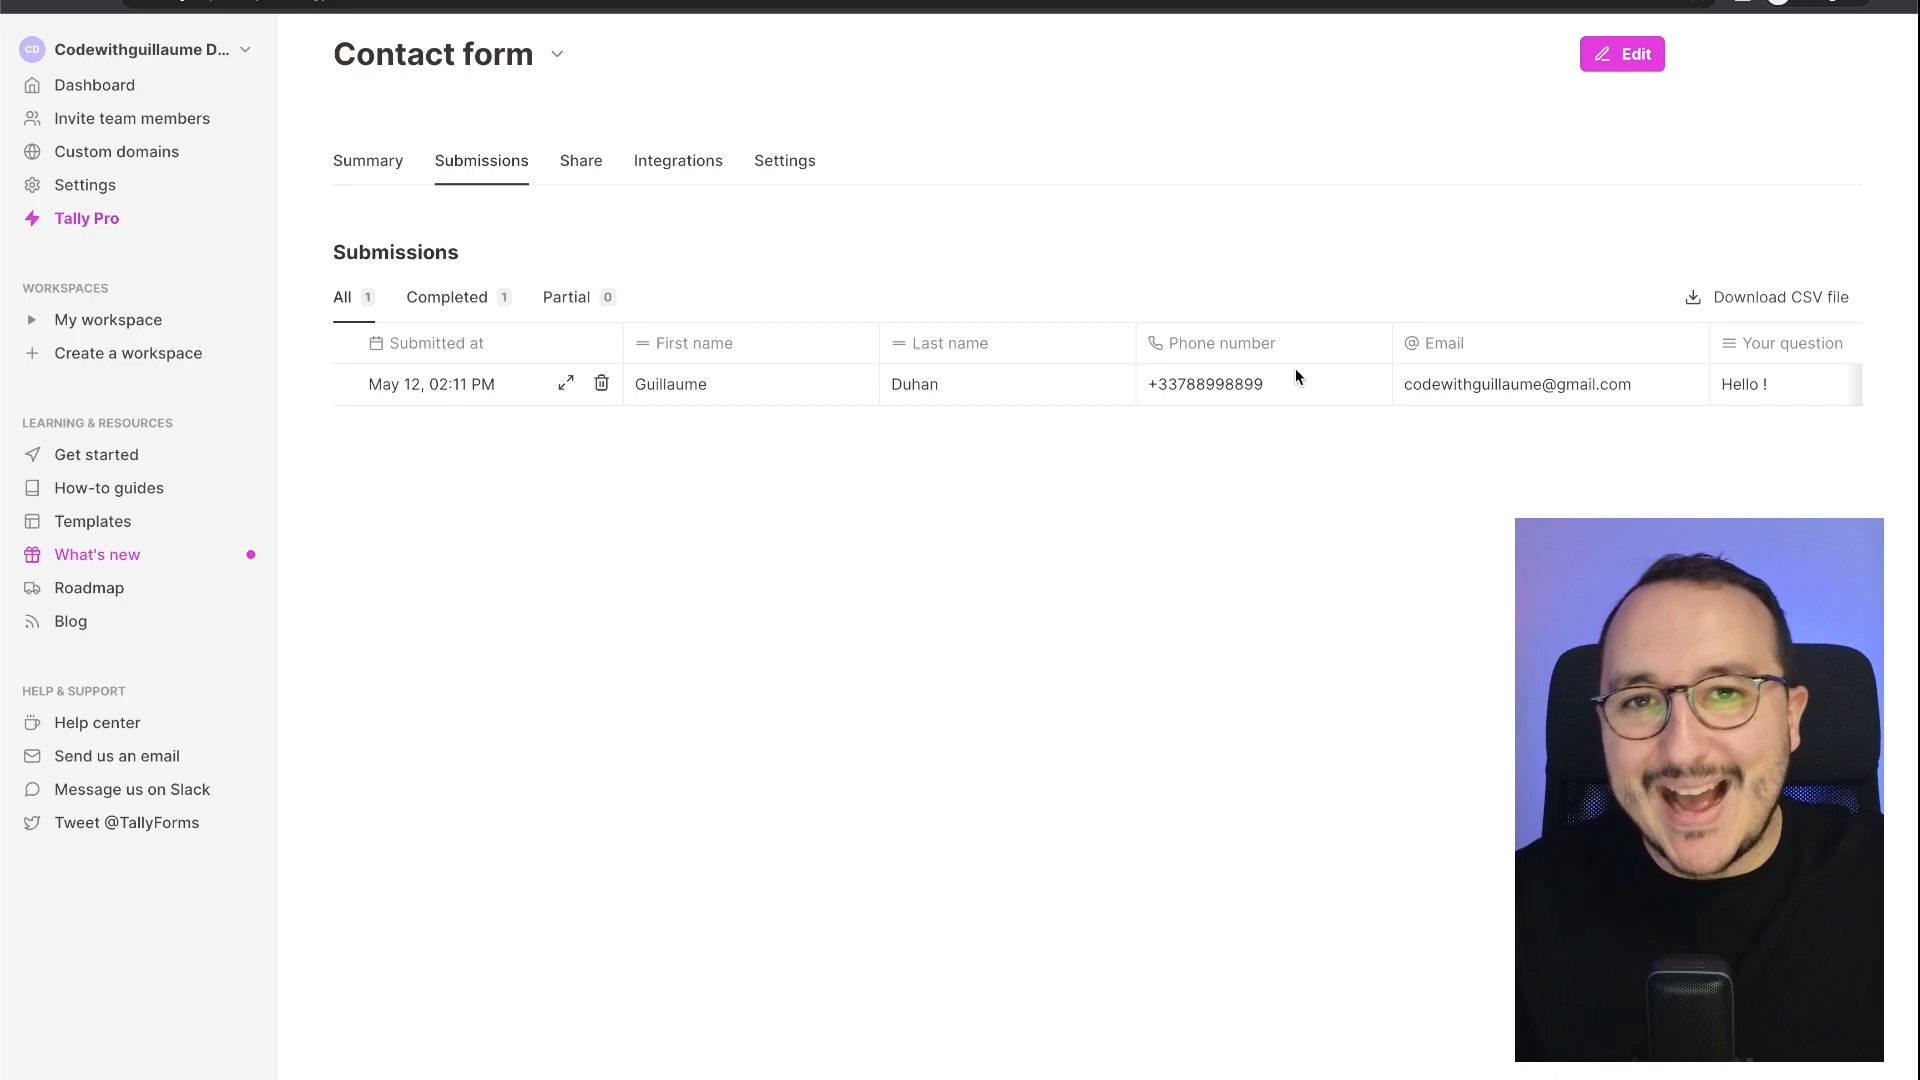 CD Codewithguillaume D...
Dashboard
Invite team members
Custom domains
Settings
Tally Pro
WORKSPACES
My workspace
Create a workspace
LEARNING & RESOURCES
Get started
How-to guides
Templates
What's new
Roadmap
Blog
HELP & SUPPORT
Help center
Send us an email
Message us on Slack
Tweet @TallyForms
Contact form
Edit
Summary Submissions Share Integrations Settings
Submissions
All 1 Completed 1 Partial 0 Download CSV file
Submitted at First name Last name Phone number Email Your question
May 12, 02:11 PM Guillaume Duhan +33788998899 codewithguillaume@gmail.com Hello !